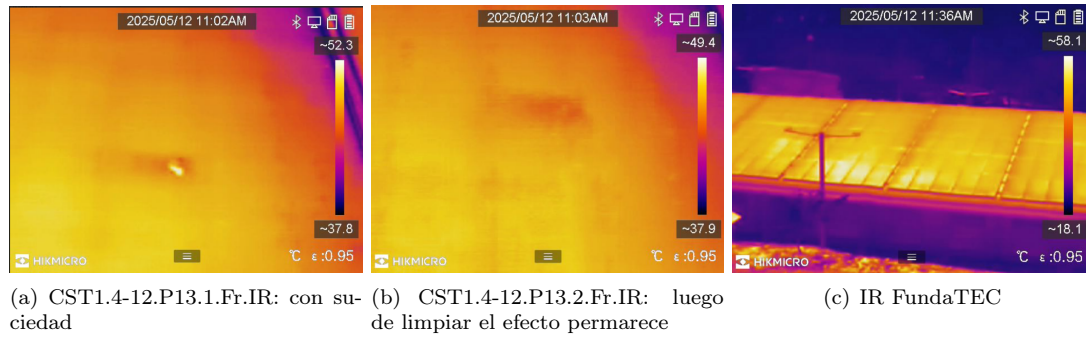 2025/05/12 11:02AM
~52.3
~37.8
HIKMICRO
℃ ε:0.95
2025/05/12 11:03AM
~49.4
~37.9
HIKMICRO
℃ ε:0.95
2025/05/12 11:36AM
~58.1
~18.1
HIKMICRO
℃ ε:0.95
(a) CST1.4-12.P13.1.Fr.IR: con su-
ciedad
(b) CST1.4-12.P13.2.Fr.IR: luego
de limpiar el efecto permarece
(c) IR FundaTEC